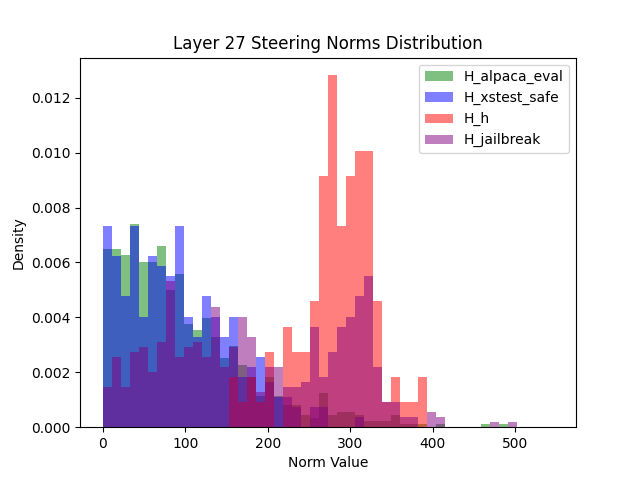 Layer 27 Steering Norms Distribution
H_alpaca_eval
H_xstest_safe
H_h
H_jailbreak
Density
0.012
0.010
0.008
0.006
0.004
0.002
0.000
0
100
200
300
400
500
Norm Value